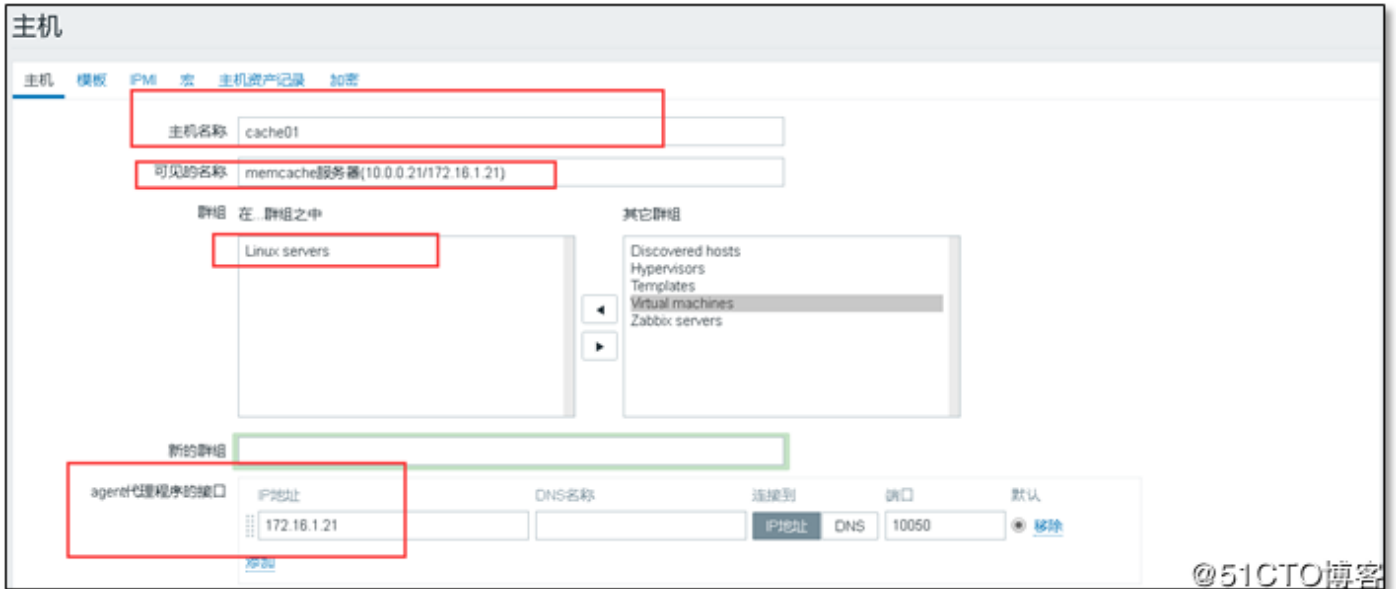 主机
主机 模板 IPMI 宏 主机资产记录 加密
主机名称 cache01
可见的名称 memcache服务器(10.0.0.21/172.16.1.21)
群组 在...群组之中 其它群组
Linux servers
Discovered hosts
Hypervisors
Templates
Virtual machines
Zabbix servers
新的群组
agent代理程序的接口 IP地址 DNS名称 连接到 端口 默认
172.16.1.21 IP地址 DNS 10050 移除
添加
@51CTO博客